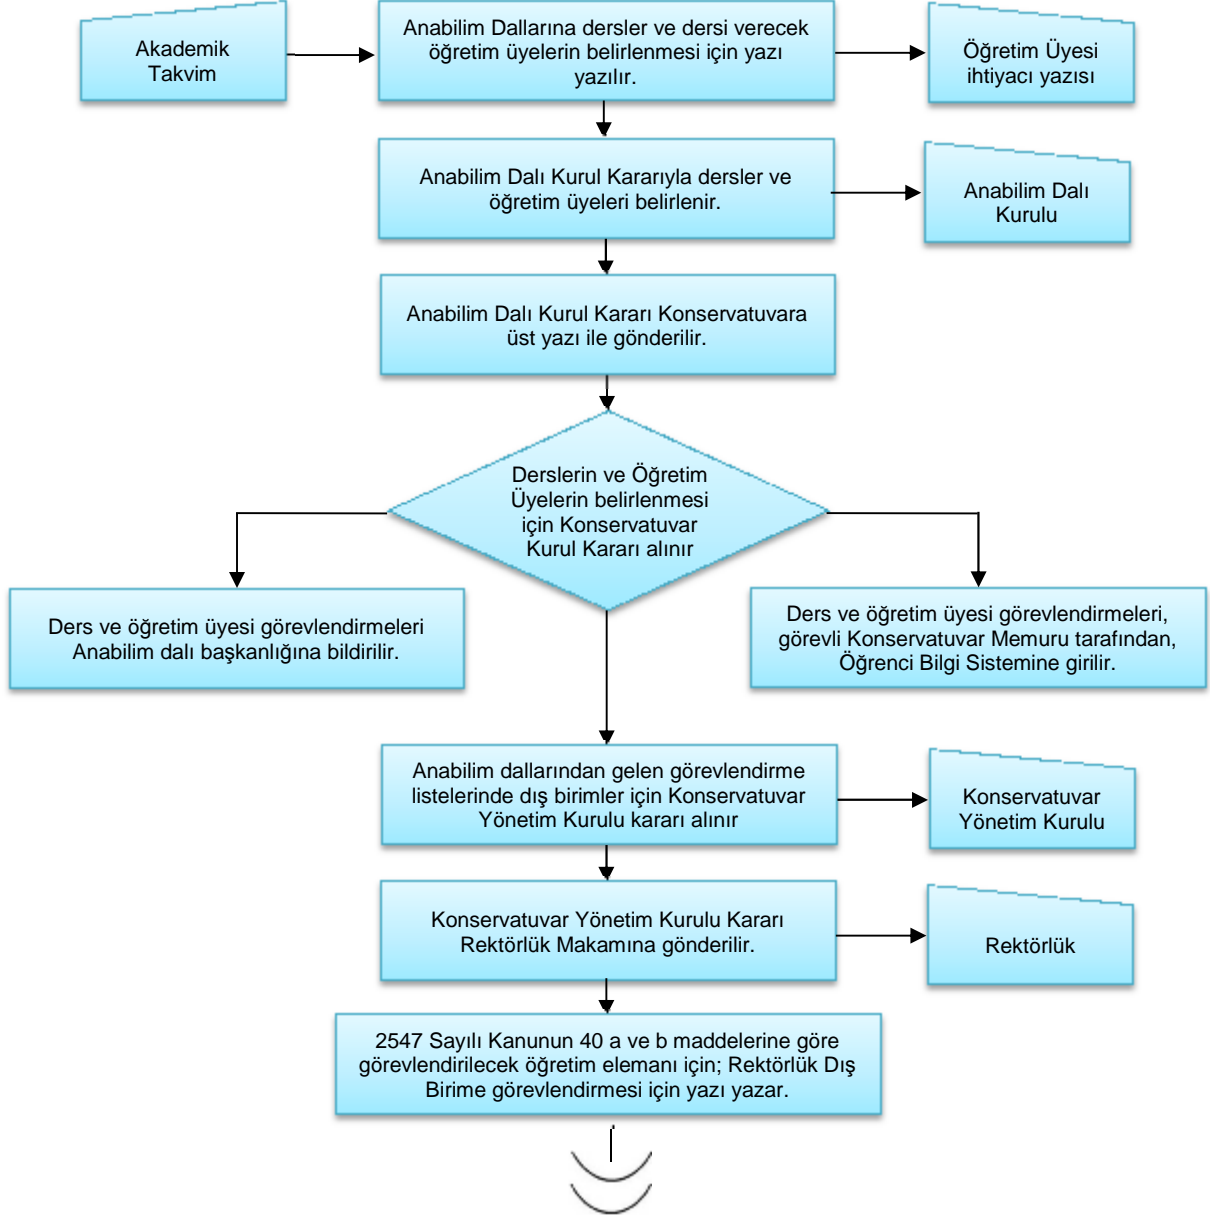 Akademik
Takvim
Anabilim Dallarına dersler ve dersi verecek
öğretim üyelerin belirlenmesi için yazı
yazılır.
Öğretim Üyesi
ihtiyacı yazısı
Anabilim Dalı Kurul Kararıyla dersler ve
öğretim üyeleri belirlenir.
Anabilim Dalı
Kurulu
Anabilim Dalı Kurul Kararı Konservatuvara
üst yazı ile gönderilir.
Derslerin ve Öğretim
Üyelerin belirlenmesi
için Konservatuvar
Kurul Kararı alınır
Ders ve öğretim üyesi görevlendirmeleri
Anabilim dalı başkanlığına bildirilir.
Ders ve öğretim üyesi görevlendirmeleri,
görevli Konservatuvar Memuru tarafından,
Öğrenci Bilgi Sistemine girilir.
Anabilim dallarından gelen görevlendirme
listelerinde dış birimler için Konservatuvar
Yönetim Kurulu kararı alınır
Konservatuvar
Yönetim Kurulu
Konservatuvar Yönetim Kurulu Kararı
Rektörlük Makamına gönderilir.
Rektörlük
2547 Sayılı Kanunun 40 a ve b maddelerine göre
görevlendirilecek öğretim elemanı için; Rektörlük Dış
Birime görevlendirmesi için yazı yazar.